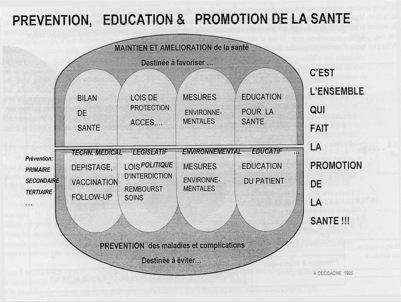 PREVENTION, EDUCATION & PROMOTION DE LA SANTE
MAINTIEN ET AMELIORATION de la santé
Destinée à favoriser ...
BILAN
DE
SANTE
LOIS DE
PROTECTION
ACCES,...
MESURES
ENVIRONNE-
MENTALES
EDUCATION
POUR LA
SANTE
TECHN. MEDICAL LEGISLATIF ENVIRONNEMENTAL EDUCATIF ...
POLITIQUE
Prévention:
PRIMAIRE
SECONDAIRE
TERTIAIRE
...
DEPISTAGE,
VACCINATION
FOLLOW-UP
LOIS
D'INTERDICTION
REMBOURST
SOINS
MESURES
ENVIRONNE-
MENTALES
EDUCATION
DU PATIENT
PREVENTION des maladies et complications
Destinée à éviter...
C'EST
L'ENSEMBLE
QUI
FAIT
LA
PROMOTION
DE
LA
SANTE !!!
A DECCACHE 1985